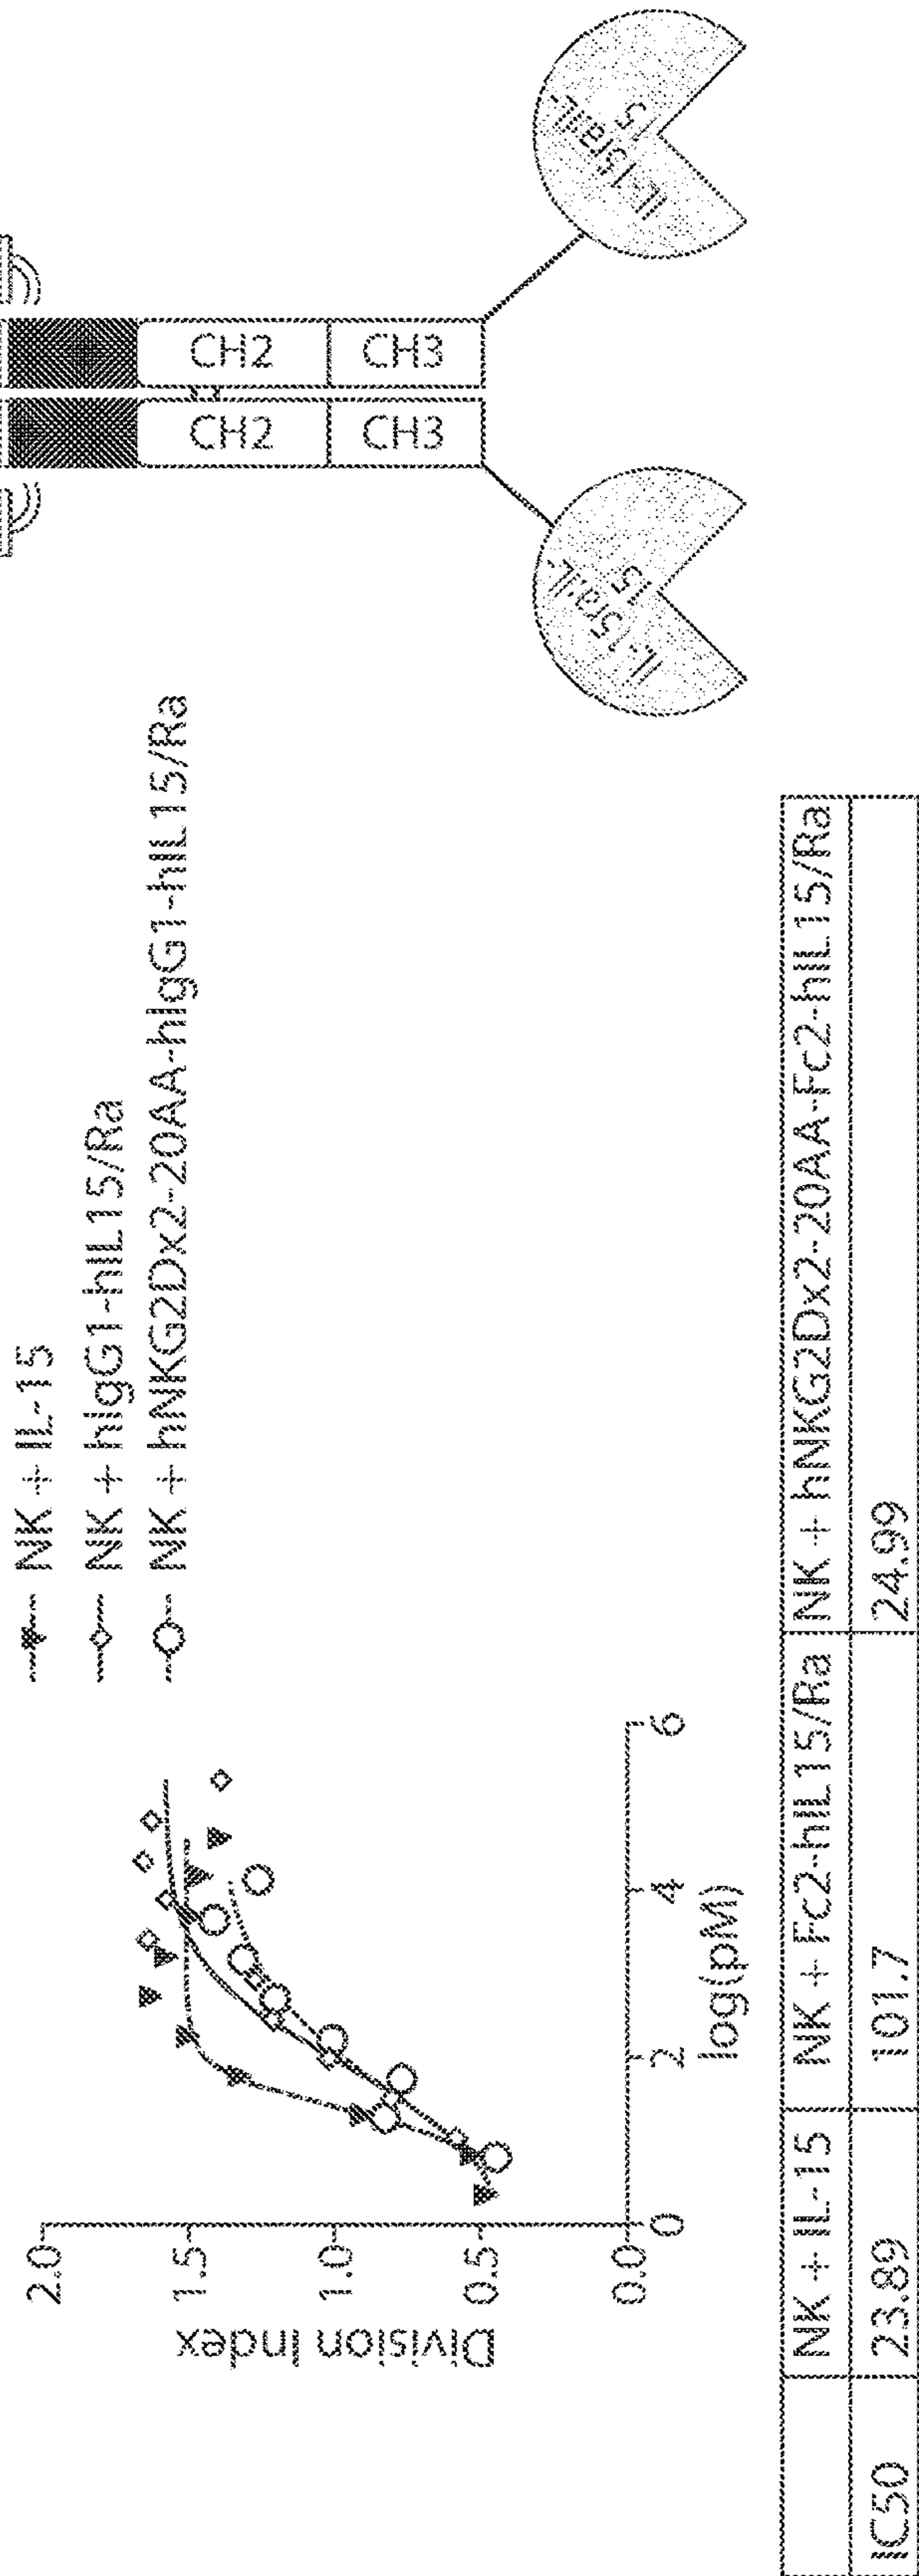 NK + IL-15
NK + hIgG1-hIL15/Ra
NK + hNKG2Dx2-20AA-hIgG1-hIL15/Ra
2.0
1.5
1.0
0.5
0.0
Division Index
0
2
4
6
log(pM)
CH2
CH2
CH3
CH3
IL-15ra/IL-
15
IL-15ra/IL-
15
NK + IL-15
NK + Fc2-hIL15/Ra
NK + hNKG2Dx2-20AA-Fc2-hIL15/Ra
IC50
23.89
101.7
24.99